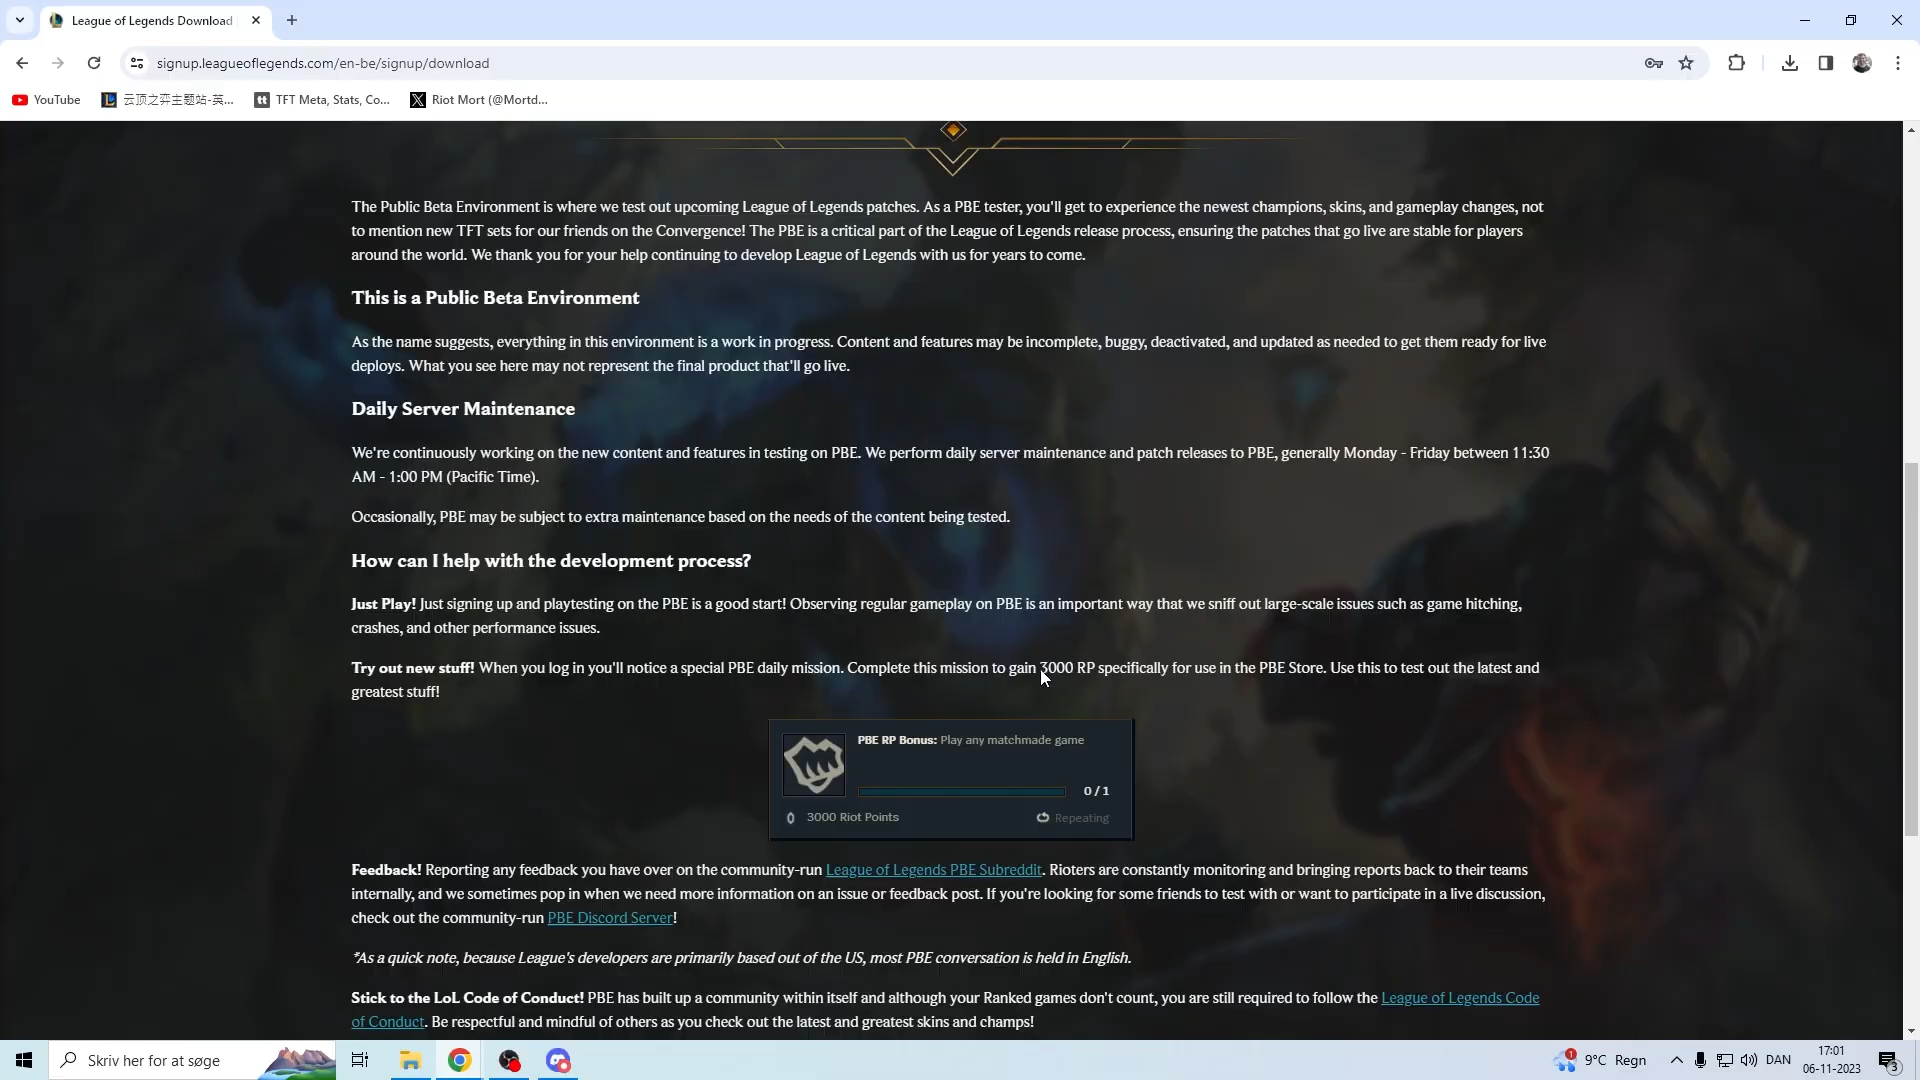 League of Legends Download
signup.leagueoflegends.com/en-be/signup/download
YouTube
云顶之弈主题站-英...
TFT Meta, Stats, Co...
Riot Mort (@Mortd...
The Public Beta Environment is where we test out upcoming League of Legends patches. As a PBE tester, you'll get to experience the newest champions, skins, and gameplay changes, not
to mention new TFT sets for our friends on the Convergence! The PBE is a critical part of the League of Legends release process, ensuring the patches that go live are stable for players
around the world. We thank you for your help continuing to develop League of Legends with us for years to come.
This is a Public Beta Environment
As the name suggests, everything in this environment is a work in progress. Content and features may be incomplete, buggy, deactivated, and updated as needed to get them ready for live
deploys. What you see here may not represent the final product that'll go live.
Daily Server Maintenance
We're continuously working on the new content and features in testing on PBE. We perform daily server maintenance and patch releases to PBE, generally Monday - Friday between 11:30
AM - 1:00 PM (Pacific Time).
Occasionally, PBE may be subject to extra maintenance based on the needs of the content being tested.
How can I help with the development process?
Just Play! Just signing up and playtesting on the PBE is a good start! Observing regular gameplay on PBE is an important way that we sniff out large-scale issues such as game hitching,
crashes, and other performance issues.
Try out new stuff! When you log in you'll notice a special PBE daily mission. Complete this mission to gain 3000 RP specifically for use in the PBE Store. Use this to test out the latest and
greatest stuff!
PBE RP Bonus: Play any matchmade game
0 / 1
3000 Riot Points
Repeating
Feedback! Reporting any feedback you have over on the community-run League of Legends PBE Subreddit. Rioters are constantly monitoring and bringing reports back to their teams
internally, and we sometimes pop in when we need more information on an issue or feedback post. If you're looking for some friends to test with or want to participate in a live discussion,
check out the community-run PBE Discord Server!
*As a quick note, because League's developers are primarily based out of the US, most PBE conversation is held in English.
Stick to the LoL Code of Conduct! PBE has built up a community within itself and although your Ranked games don't count, you are still required to follow the League of Legends Code
of Conduct. Be respectful and mindful of others as you check out the latest and greatest skins and champs!
Skriv her for at søge
1
9°C Regn
DAN
17:01
06-11-2023
3